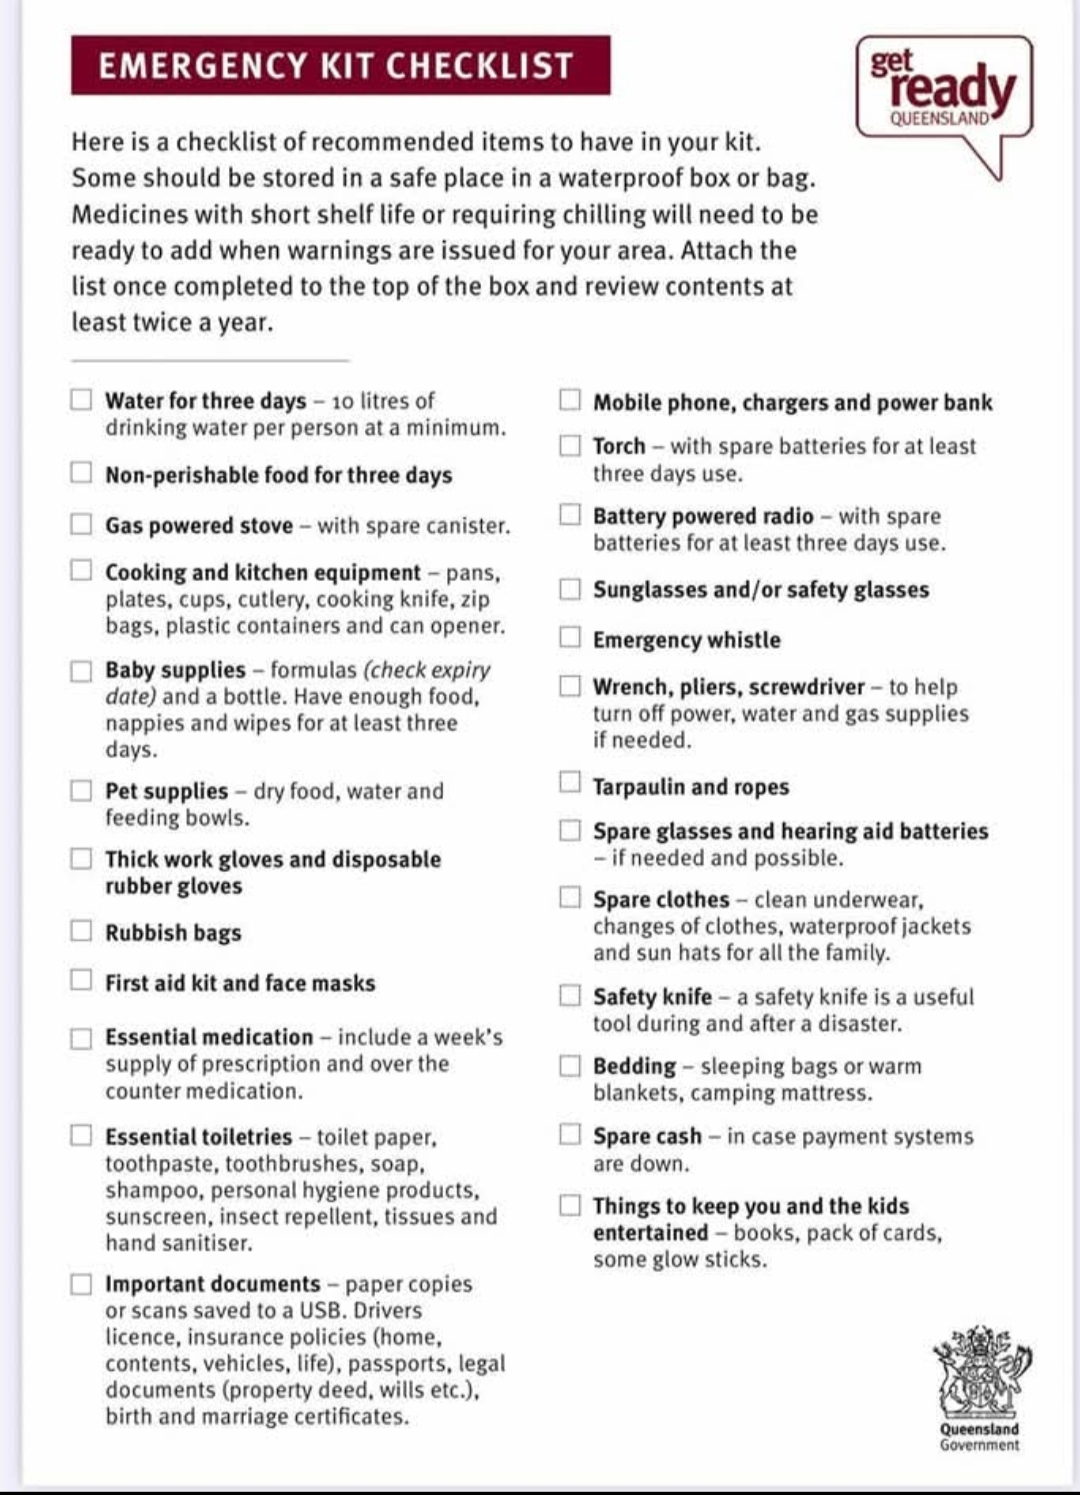 EMERGENCY KIT CHECKLIST
get
ready
QUEENSLAND
Here is a checklist of recommended items to have in your kit.
Some should be stored in a safe place in a waterproof box or bag.
Medicines with short shelf life or requiring chilling will need to be
ready to add when warnings are issued for your area. Attach the
list once completed to the top of the box and review contents at
least twice a year.
Water for three days – 10 litres of
drinking water per person at a minimum.
Non-perishable food for three days
Gas powered stove – with spare canister.
Cooking and kitchen equipment – pans,
plates, cups, cutlery, cooking knife, zip
bags, plastic containers and can opener.
Baby supplies – formulas (check expiry
date) and a bottle. Have enough food,
nappies and wipes for at least three
days.
Pet supplies – dry food, water and
feeding bowls.
Thick work gloves and disposable
rubber gloves
Rubbish bags
First aid kit and face masks
Essential medication – include a week's
supply of prescription and over the
counter medication.
Essential toiletries – toilet paper,
toothpaste, toothbrushes, soap,
shampoo, personal hygiene products,
sunscreen, insect repellent, tissues and
hand sanitiser.
Important documents – paper copies
or scans saved to a USB. Drivers
licence, insurance policies (home,
contents, vehicles, life), passports, legal
documents (property deed, wills etc.),
birth and marriage certificates.
Mobile phone, chargers and power bank
Torch – with spare batteries for at least
three days use.
Battery powered radio – with spare
batteries for at least three days use.
Sunglasses and/or safety glasses
Emergency whistle
Wrench, pliers, screwdriver – to help
turn off power, water and gas supplies
if needed.
Tarpaulin and ropes
Spare glasses and hearing aid batteries
– if needed and possible.
Spare clothes – clean underwear,
changes of clothes, waterproof jackets
and sun hats for all the family.
Safety knife – a safety knife is a useful
tool during and after a disaster.
Bedding – sleeping bags or warm
blankets, camping mattress.
Spare cash – in case payment systems
are down.
Things to keep you and the kids
entertained – books, pack of cards,
some glow sticks.
Queensland
Government